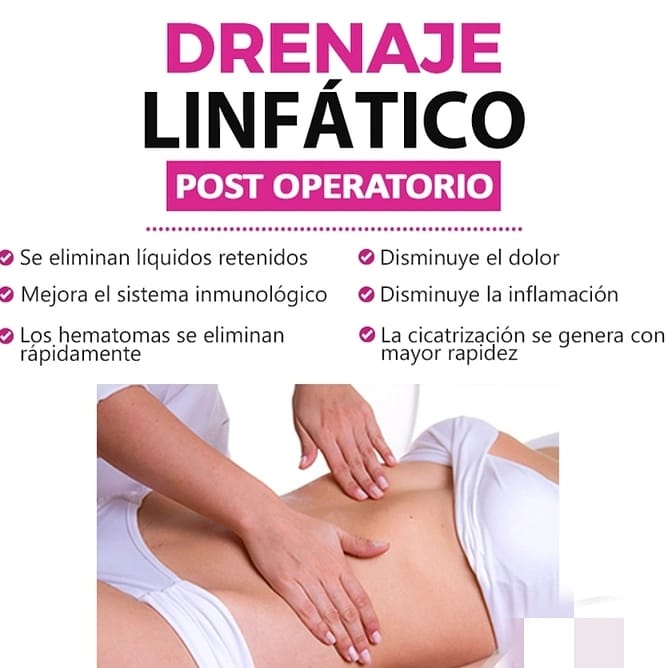 DRENAJE
LINFÁTICO
POST OPERATORIO
Se eliminan líquidos retenidos
Mejora el sistema inmunológico
Los hematomas se eliminan
rápidamente
Disminuye el dolor
Disminuye la inflamación
La cicatrización se genera con
mayor rapidez